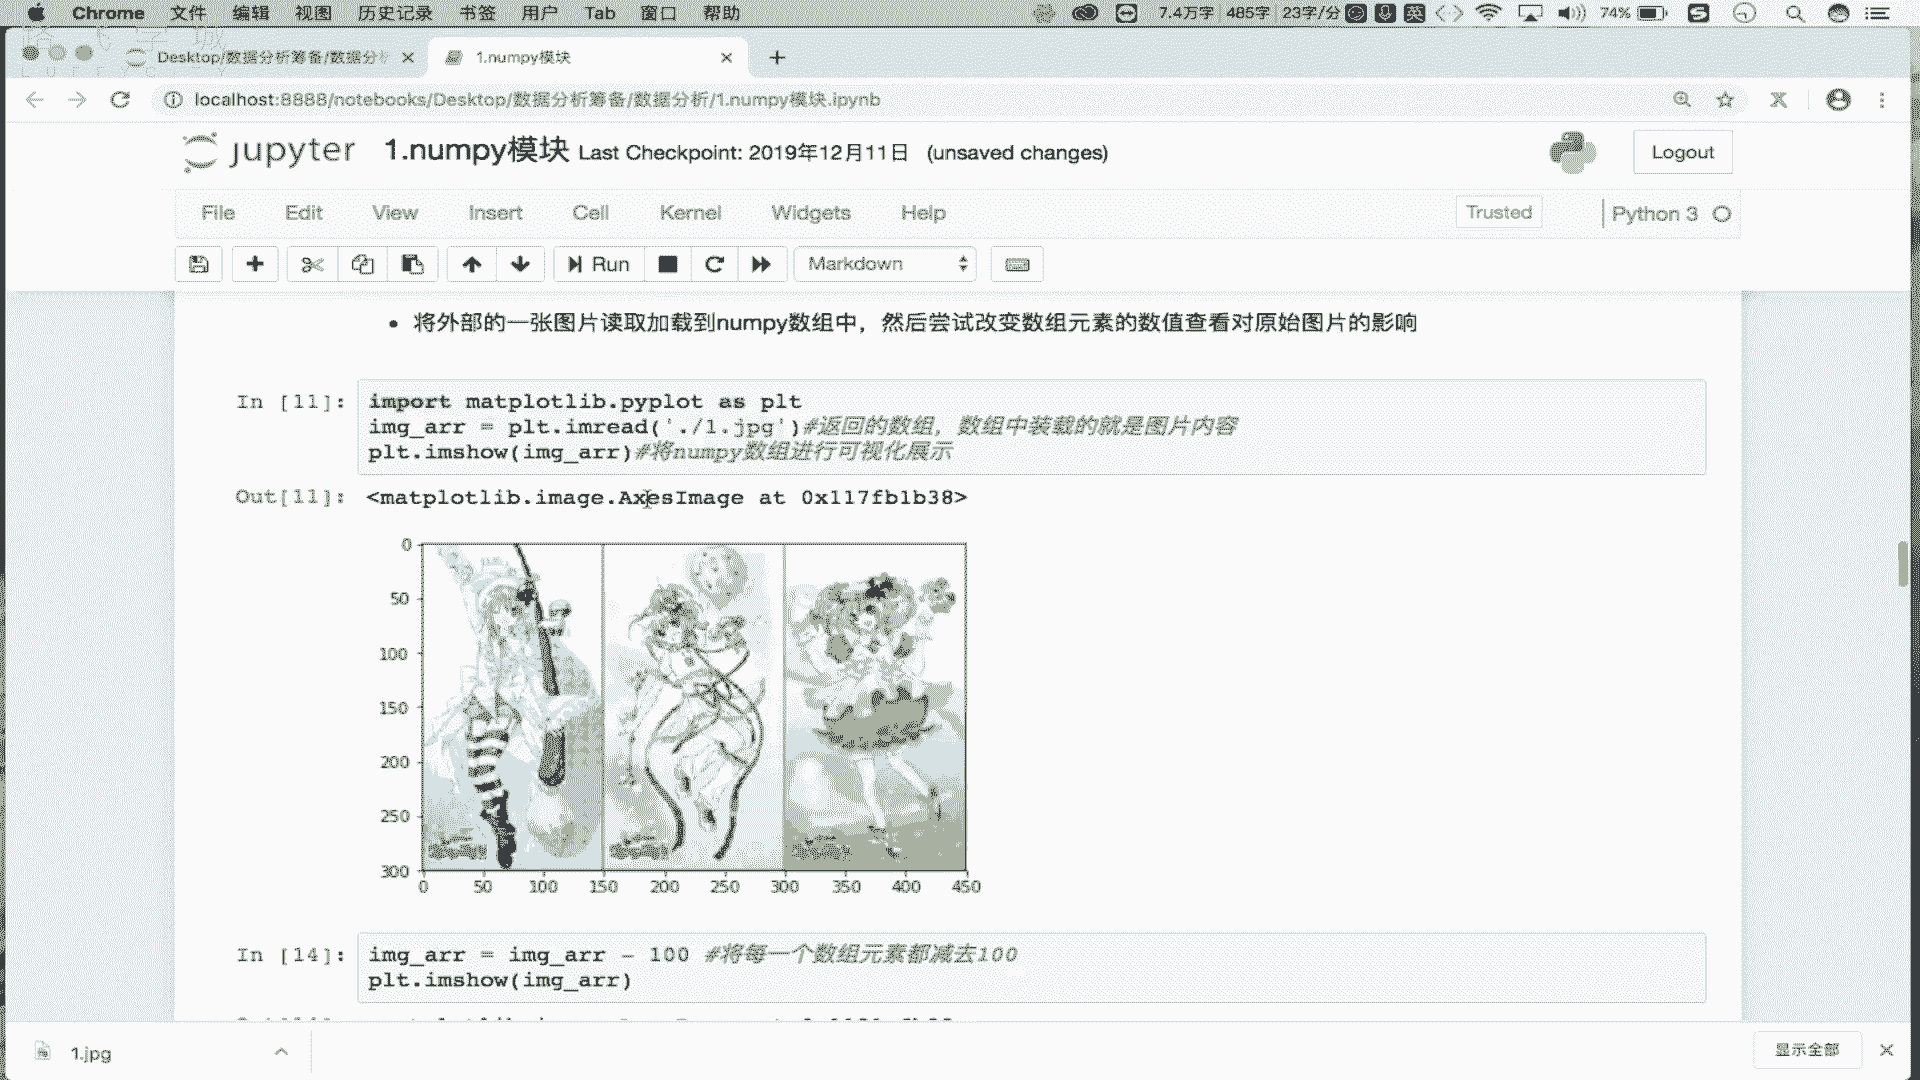 Chrome 文件 编辑 视图 历史记录 书签 用户 Tab 窗口 帮助 7.4万字 485字 23字/分 英 74%
Desktop/数据分析筹备/数据分析 1.numpy模块
localhost:8888/notebooks/Desktop/数据分析筹备/数据分析/1.numpy模块.ipynb
jupyter 1.numpy模块 Last Checkpoint: 2019年12月11日 (unsaved changes) Logout
File Edit View Insert Cell Kernel Widgets Help Trusted Python 3
Run Markdown
将外部的一张图片读取加载到numpy数组中，然后尝试改变数组元素的数值查看对原始图片的影响
In [11]: import matplotlib.pyplot as plt
img_arr = plt.imread('./1.jpg')#返回的数组，数组中装载的就是图片内容
plt.imshow(img_arr)#将numpy数组进行可视化展示
Out[11]: <matplotlib.image.AxesImage at 0x117fb1b38>
0
50
100
150
200
250
300
0 50 100 150 200 250 300 350 400 450
In [14]: img_arr = img_arr - 100 #将每一个数组元素都减去100
plt.imshow(img_arr)
1.jpg 显示全部